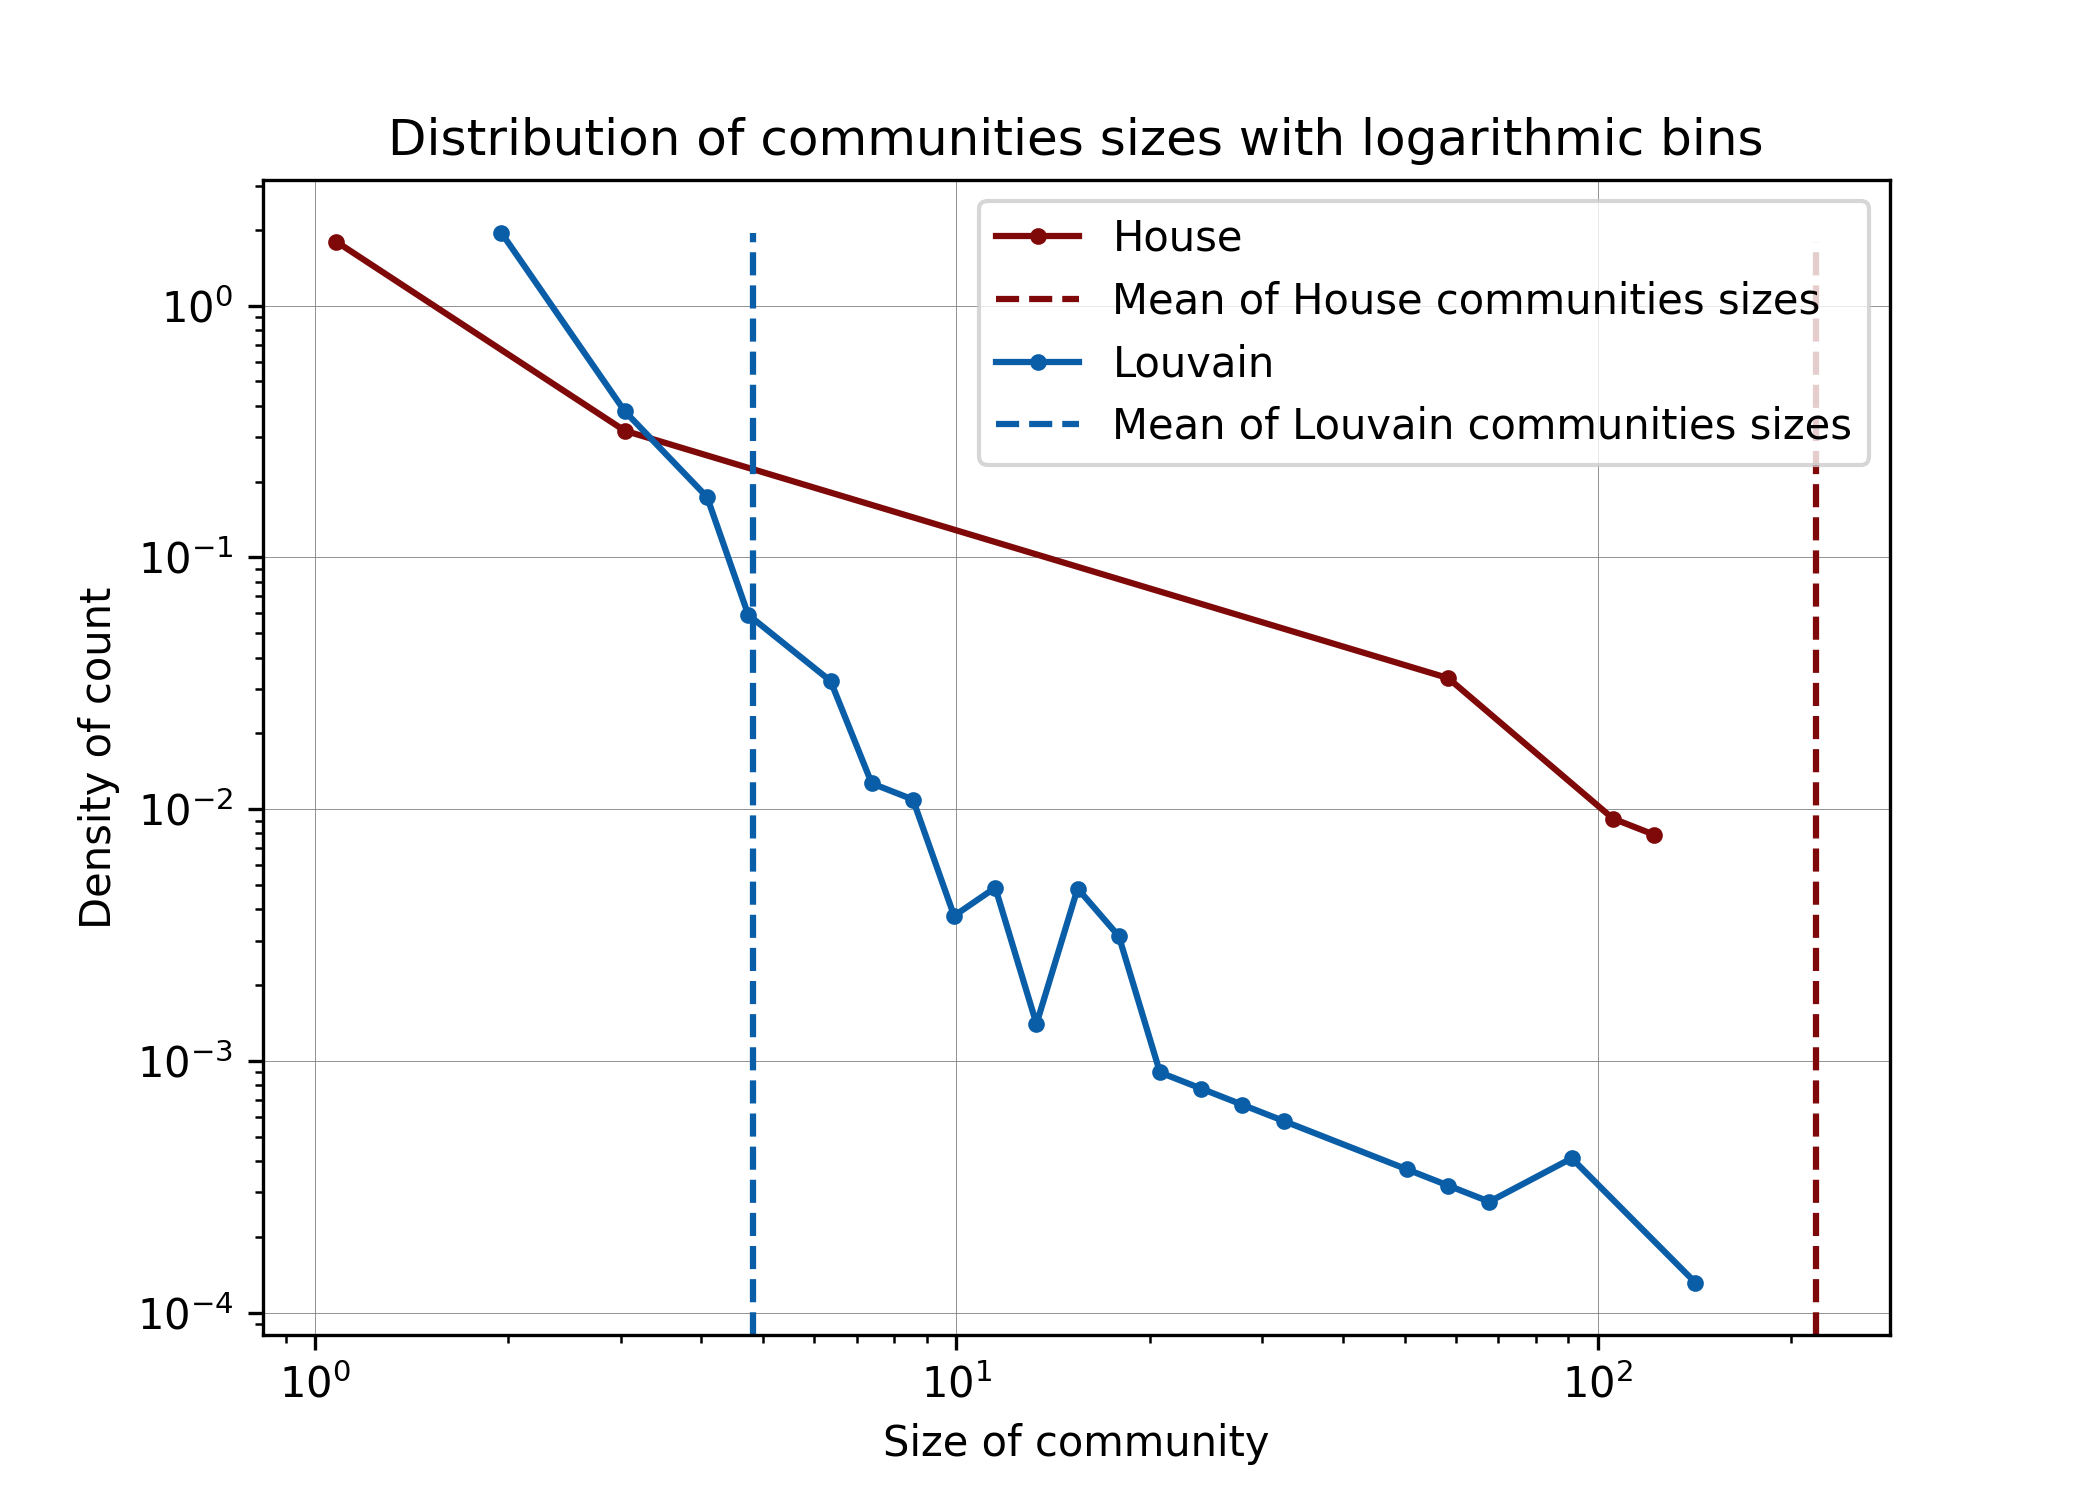 Distribution of communities sizes with logarithmic bins
House
Mean of House communities sizes
Louvain
Mean of Louvain communities sizes
Density of count
10⁰
10⁻¹
10⁻²
10⁻³
10⁻⁴
10⁰ 10¹ 10²
Size of community